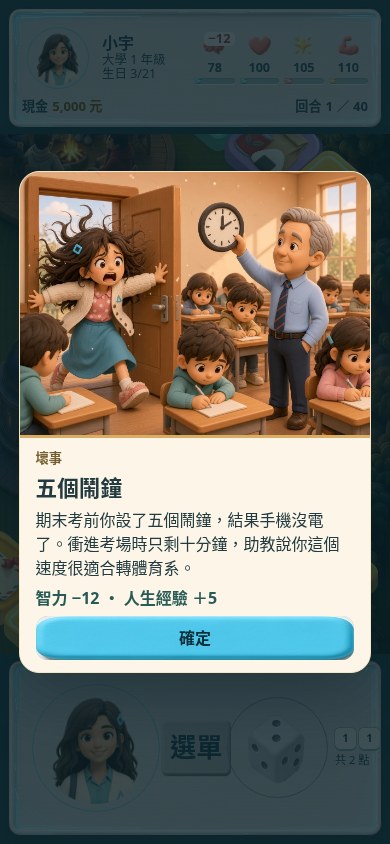 小宇
大學 1 年級
生日 3/21
−12
78
100
105
110
現金 5,000 元
回合 1 ／ 40
壞事
五個鬧鐘
期末考前你設了五個鬧鐘，結果手機沒電
了。衝進考場時只剩十分鐘，助教說你這個
速度很適合轉體育系。
智力 −12 · 人生經驗 ＋5
確定
選單
1 1
共 2 點